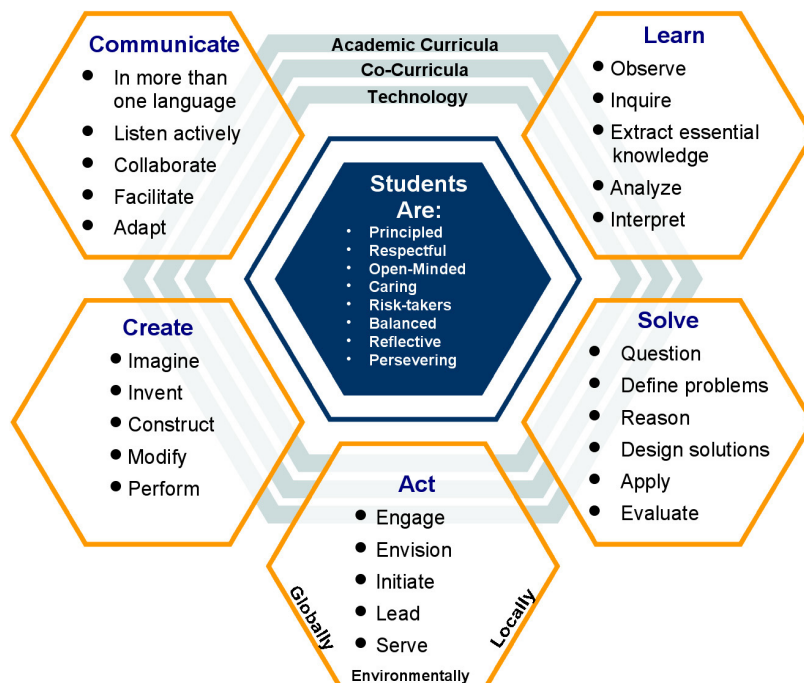 Communicate
In more than
one language
Listen actively
Collaborate
Facilitate
Adapt
Academic Curricula
Co-Curricula
Technology
Learn
Observe
Inquire
Extract essential
knowledge
Analyze
Interpret
Students
Are:
Principled
Respectful
Open-Minded
Caring
Risk-takers
Balanced
Reflective
Persevering
Create
Imagine
Invent
Construct
Modify
Perform
Solve
Question
Define problems
Reason
Design solutions
Apply
Evaluate
Act
Engage
Envision
Initiate
Lead
Serve
Globally
Locally
Environmentally